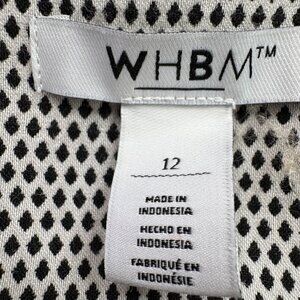 WHBM™
12
MADE IN
INDONESIA
HECHO EN
INDONESIA
FABRIQUÉ EN
INDONÉSIE